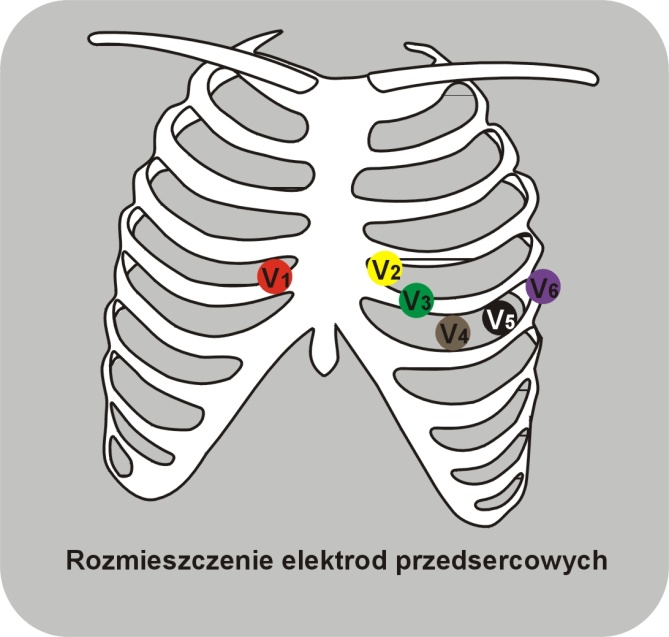 V1
V2
V3
V4
V5
V6
Rozmieszczenie elektrod przedsercowych